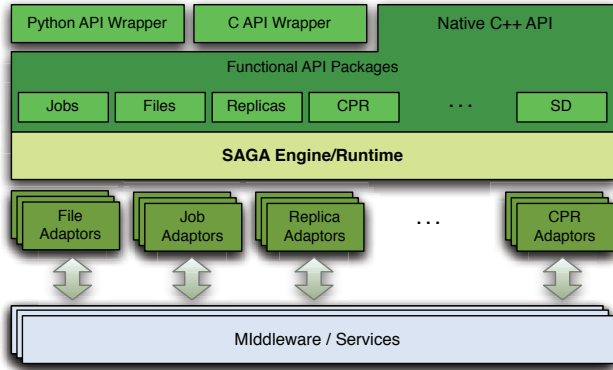 Python API Wrapper
C API Wrapper
Native C++ API
Functional API Packages
Jobs
Files
Replicas
CPR
. . .
SD
SAGA Engine/Runtime
File
Adaptors
Job
Adaptors
Replica
Adaptors
. . .
CPR
Adaptors
MIddleware / Services